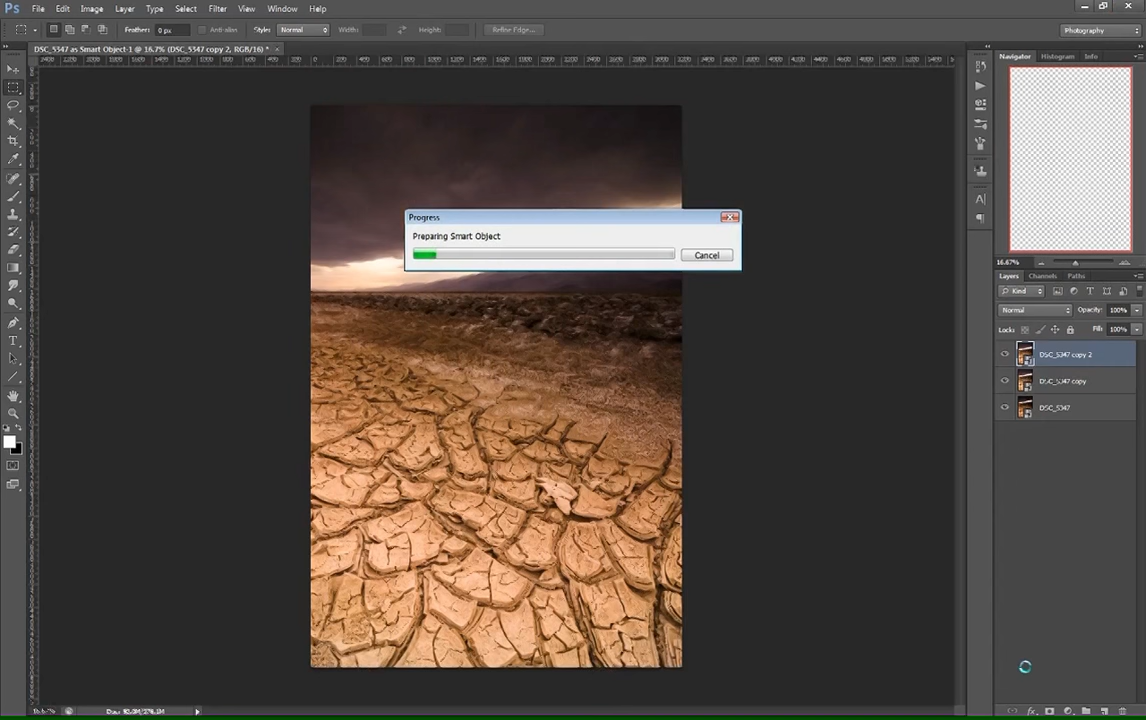 Ps File Edit Image Layer Type Select Filter View Window Help
Feather: 0 px Anti-alias Style: Normal Width: Height: Refine Edge... Photography
DSC_5347 as Smart Object-1 @ 16.7% (DSC_5347 copy 2, RGB/16) *
Navigator Histogram Info
Progress
Preparing Smart Object
Cancel
16.67%
Layers Channels Paths
Kind
Normal Opacity: 100%
Lock: Fill: 100%
DSC_5347 copy 2
DSC_5347 copy
DSC_5347